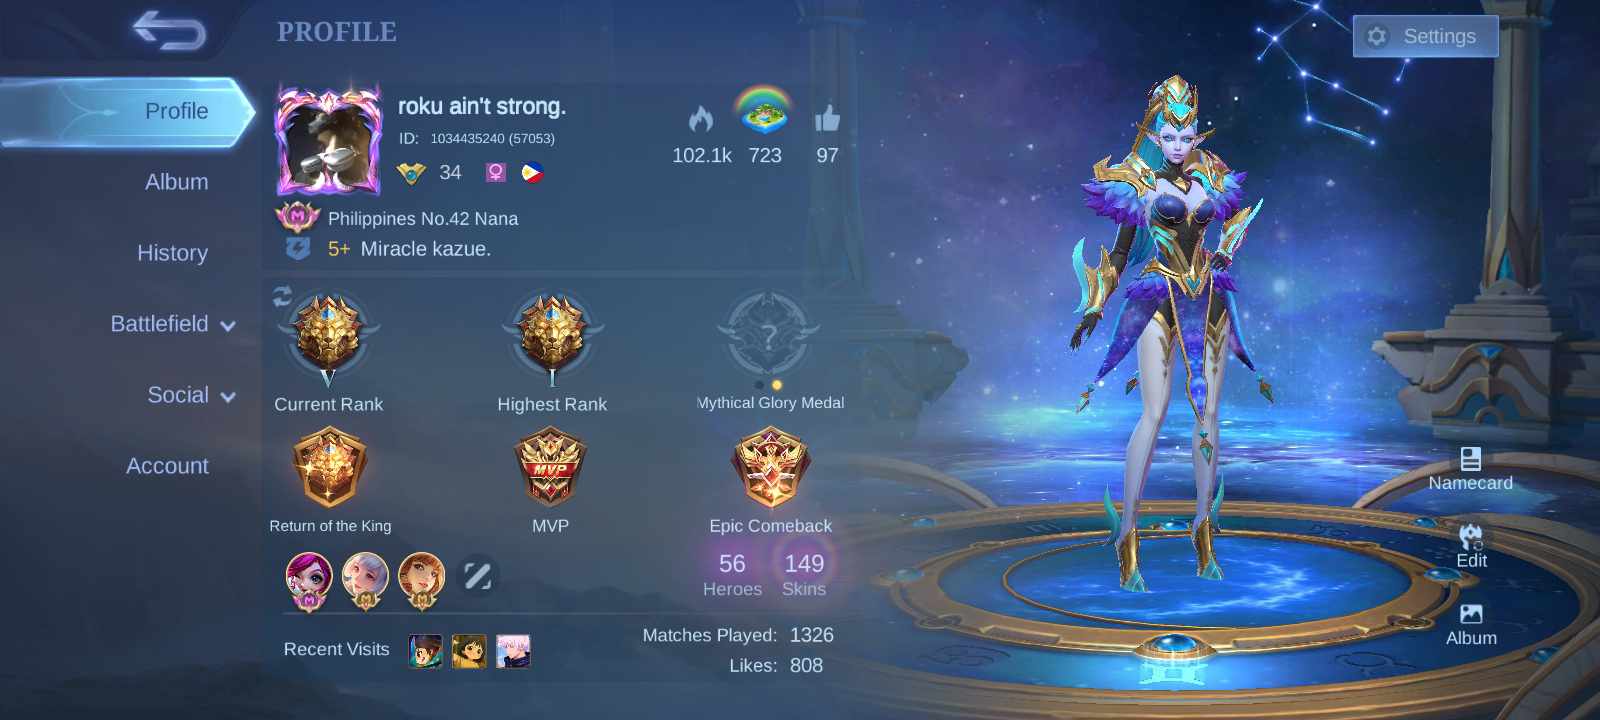 PROFILE
Settings
Profile
Album
History
Battlefield
Social
Account
roku ain't strong.
ID: 1034435240 (57053)
34
102.1k 723 97
M Philippines No.42 Nana
5+ Miracle kazue.
V I ?
Current Rank Highest Rank Mythical Glory Medal
MVP
Return of the King MVP Epic Comeback
M M M
56 149
Heroes Skins
Recent Visits
Matches Played: 1326
Likes: 808
Namecard
Edit
Album